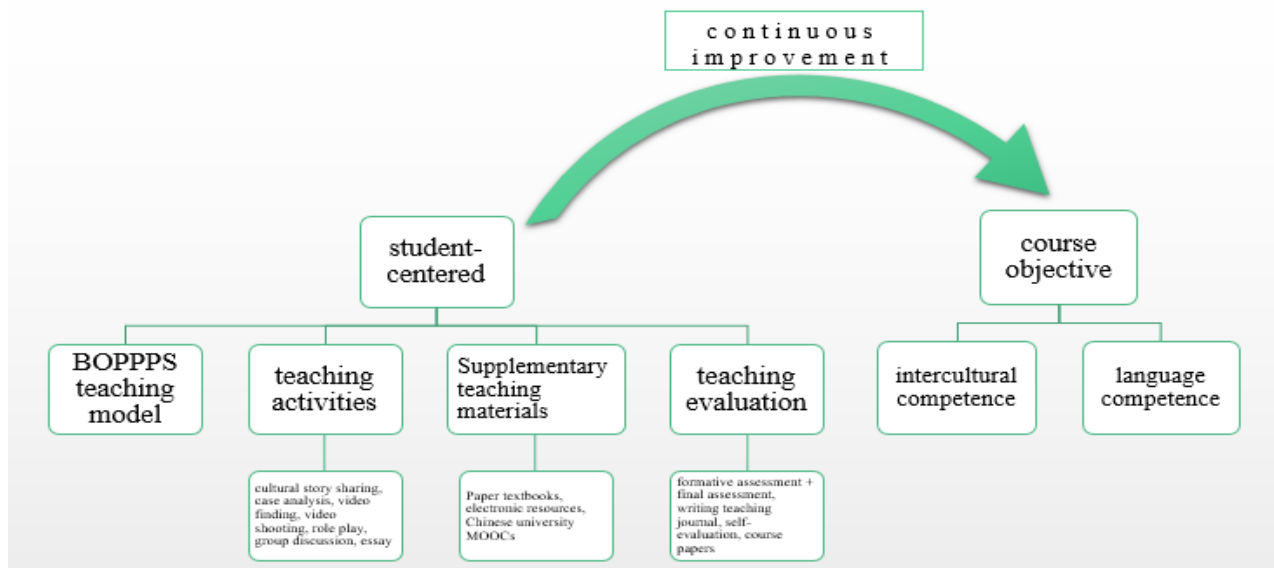 continuous
improvement
student-
centered
course
objective
BOPPPS
teaching
model
teaching
activities
Supplementary
teaching
materials
teaching
evaluation
intercultural
competence
language
competence
cultural story sharing,
case analysis, video
finding, video
shooting, role play,
group discussion, essay
Paper textbooks,
electronic resources,
Chinese university
MOOCs
formative assessment +
final assessment,
writing teaching
journal, self-
evaluation, course
papers